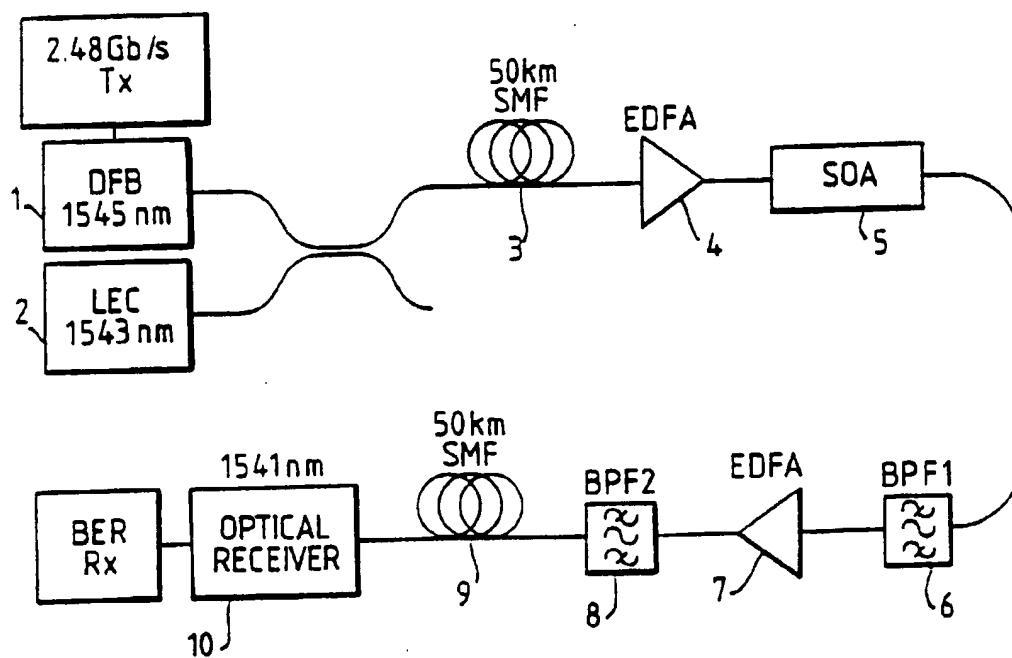 2.48Gb/s
Tx
DFB
1545 nm
1
LEC
1543 nm
2
50km
SMF
3
EDFA
4
SOA
5
BER
Rx
1541nm
OPTICAL
RECEIVER
10
50km
SMF
9
BPF2
8
EDFA
7
BPF1
6